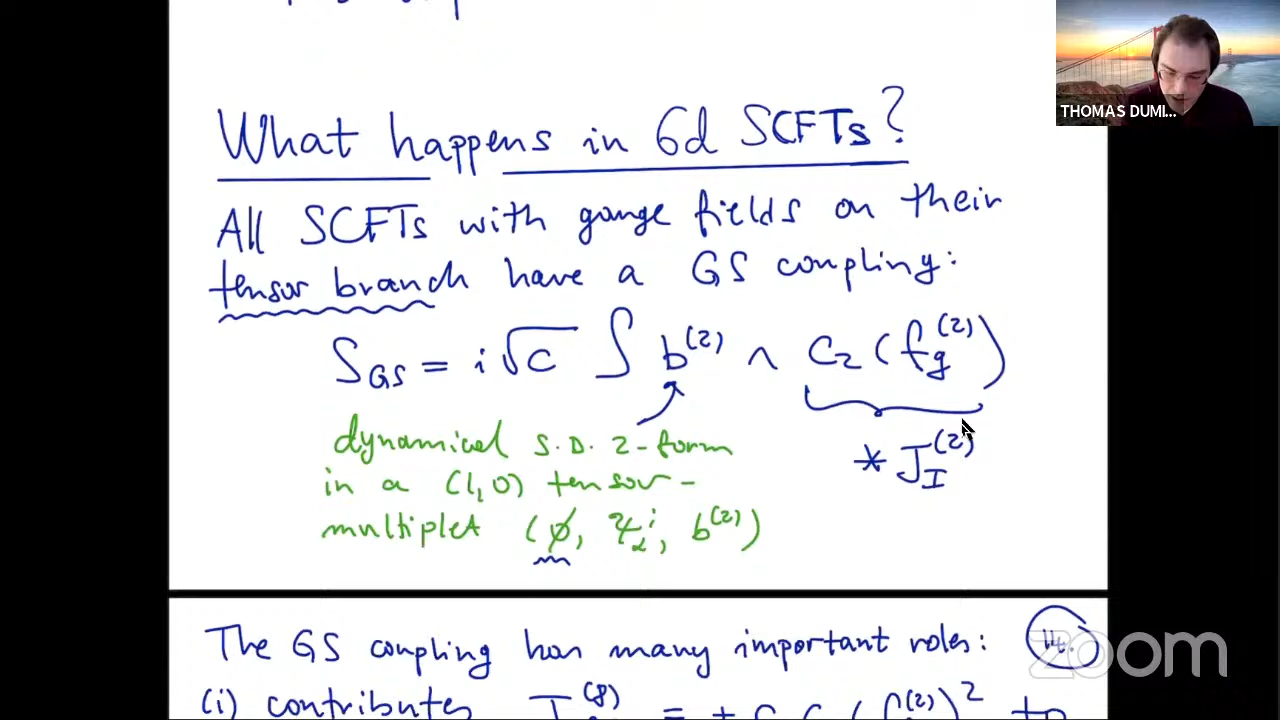 THOMAS DUMI...
What happens in 6d SCFTs?
All SCFTs with gauge fields on their
tensor branch have a GS coupling:
S_GS = i √c ∫ b^(2) ∧ c_2 (f_g^(2))
* J_I^(2)
dynamical S.D. 2-form
in a (1,0) tensor-
multiplet (φ, ψ_α^i, b^(2))
The GS coupling has many important roles:
(i) contributes
zoom